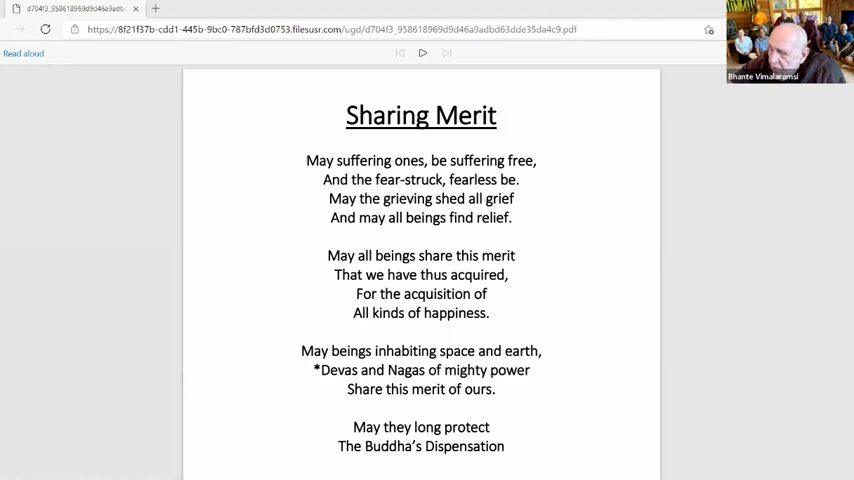 d704f3_958618969d9d46a9adbd
https://8f21f37b-cdd1-445b-9bc0-787bfd3d0753.filesusr.com/ugd/d704f3_958618969d9d46a9adbd63dde35da4c9.pdf
Read aloud
Bhante Vimalaramsi
Sharing Merit
May suffering ones, be suffering free,
And the fear-struck, fearless be.
May the grieving shed all grief
And may all beings find relief.
May all beings share this merit
That we have thus acquired,
For the acquisition of
All kinds of happiness.
May beings inhabiting space and earth,
*Devas and Nagas of mighty power
Share this merit of ours.
May they long protect
The Buddha's Dispensation